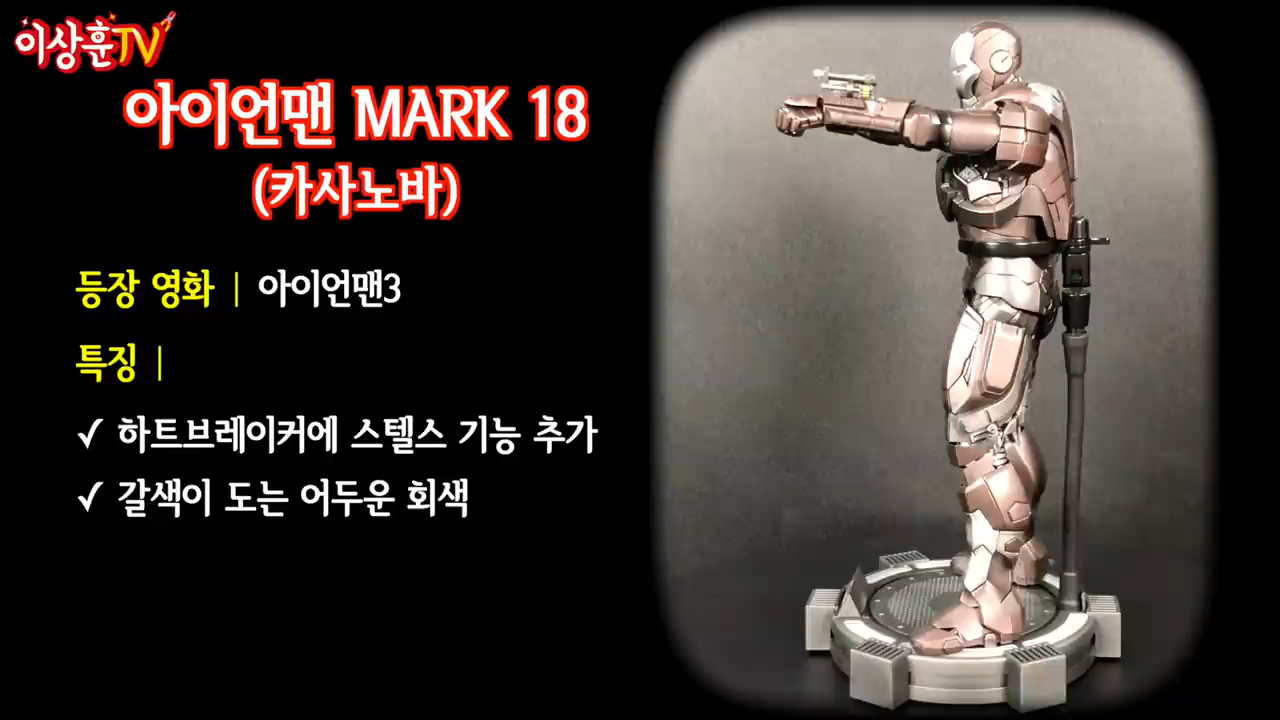 이상훈TV
아이언맨 MARK 18
(카사노바)
등장 영화 | 아이언맨3
특징 |
✓ 하트브레이커에 스텔스 기능 추가
✓ 갈색이 도는 어두운 회색